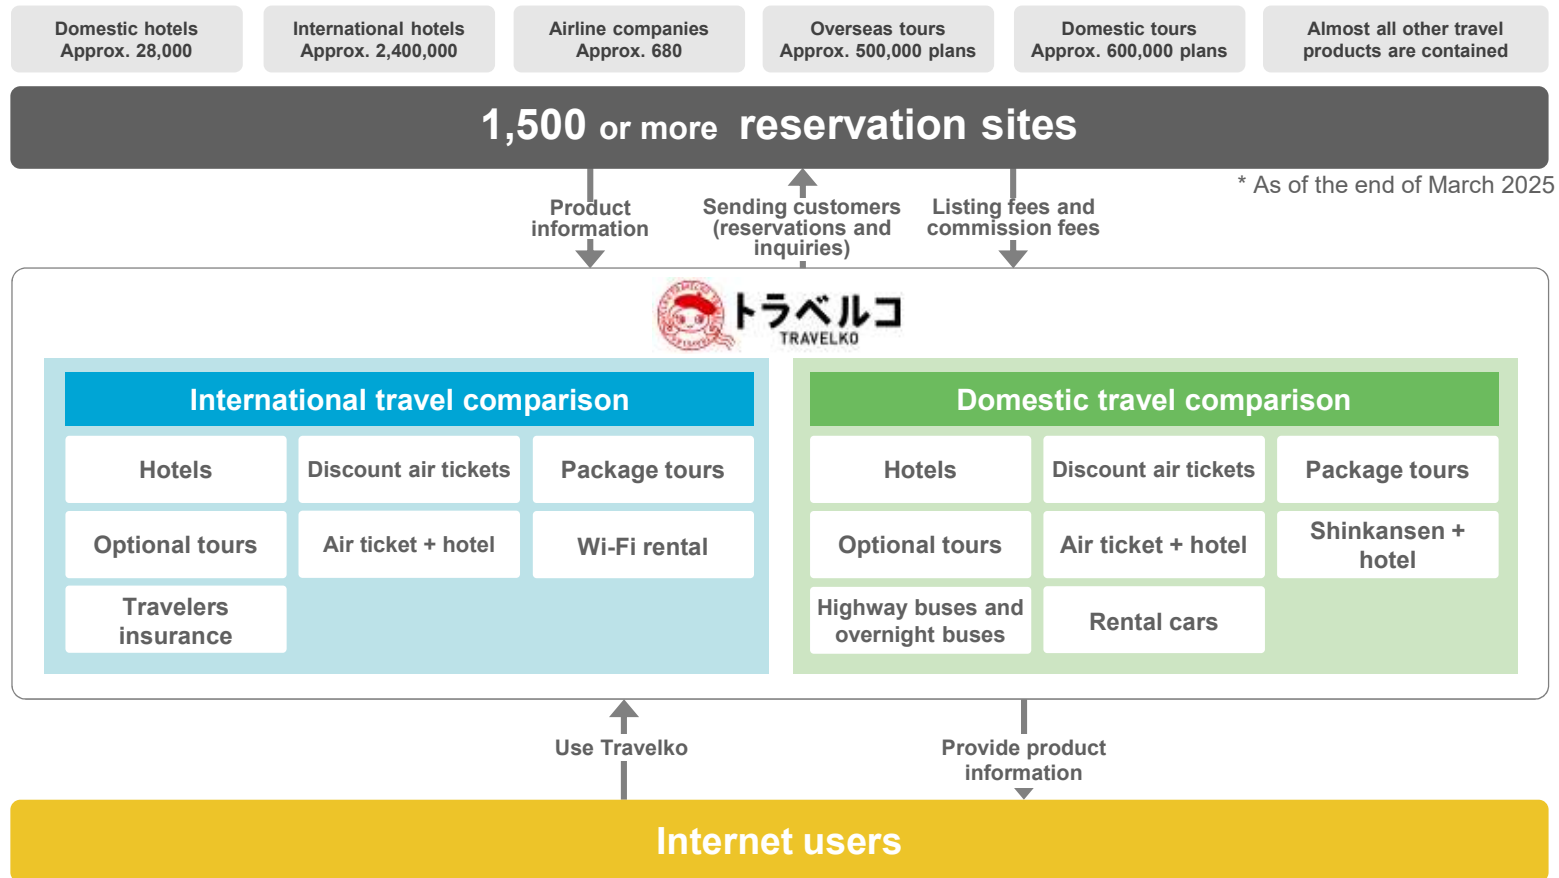 Domestic hotels
Approx. 28,000
International hotels
Approx. 2,400,000
Airline companies
Approx. 680
Overseas tours
Approx. 500,000 plans
Domestic tours
Approx. 600,000 plans
Almost all other travel
products are contained
1,500 or more reservation sites
* As of the end of March 2025
Product
information
Sending customers
(reservations and
inquiries)
Listing fees and
commission fees
トラベルコ
TRAVELKO
International travel comparison
Hotels
Discount air tickets
Package tours
Optional tours
Air ticket + hotel
Wi-Fi rental
Travelers
insurance
Domestic travel comparison
Hotels
Discount air tickets
Package tours
Optional tours
Air ticket + hotel
Shinkansen +
hotel
Highway buses and
overnight buses
Rental cars
Use Travelko
Provide product
information
Internet users